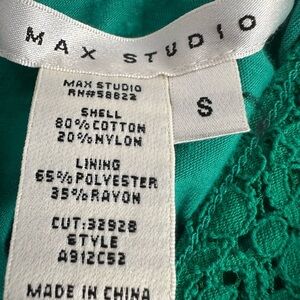 MAX STUDIO
S
MAX STUDIO
RN#58822
SHELL
80%COTTON
20%NYLON
LINING
65%POLYESTER
35%RAYON
CUT:32928
STYLE
A912C52
MADE IN CHINA